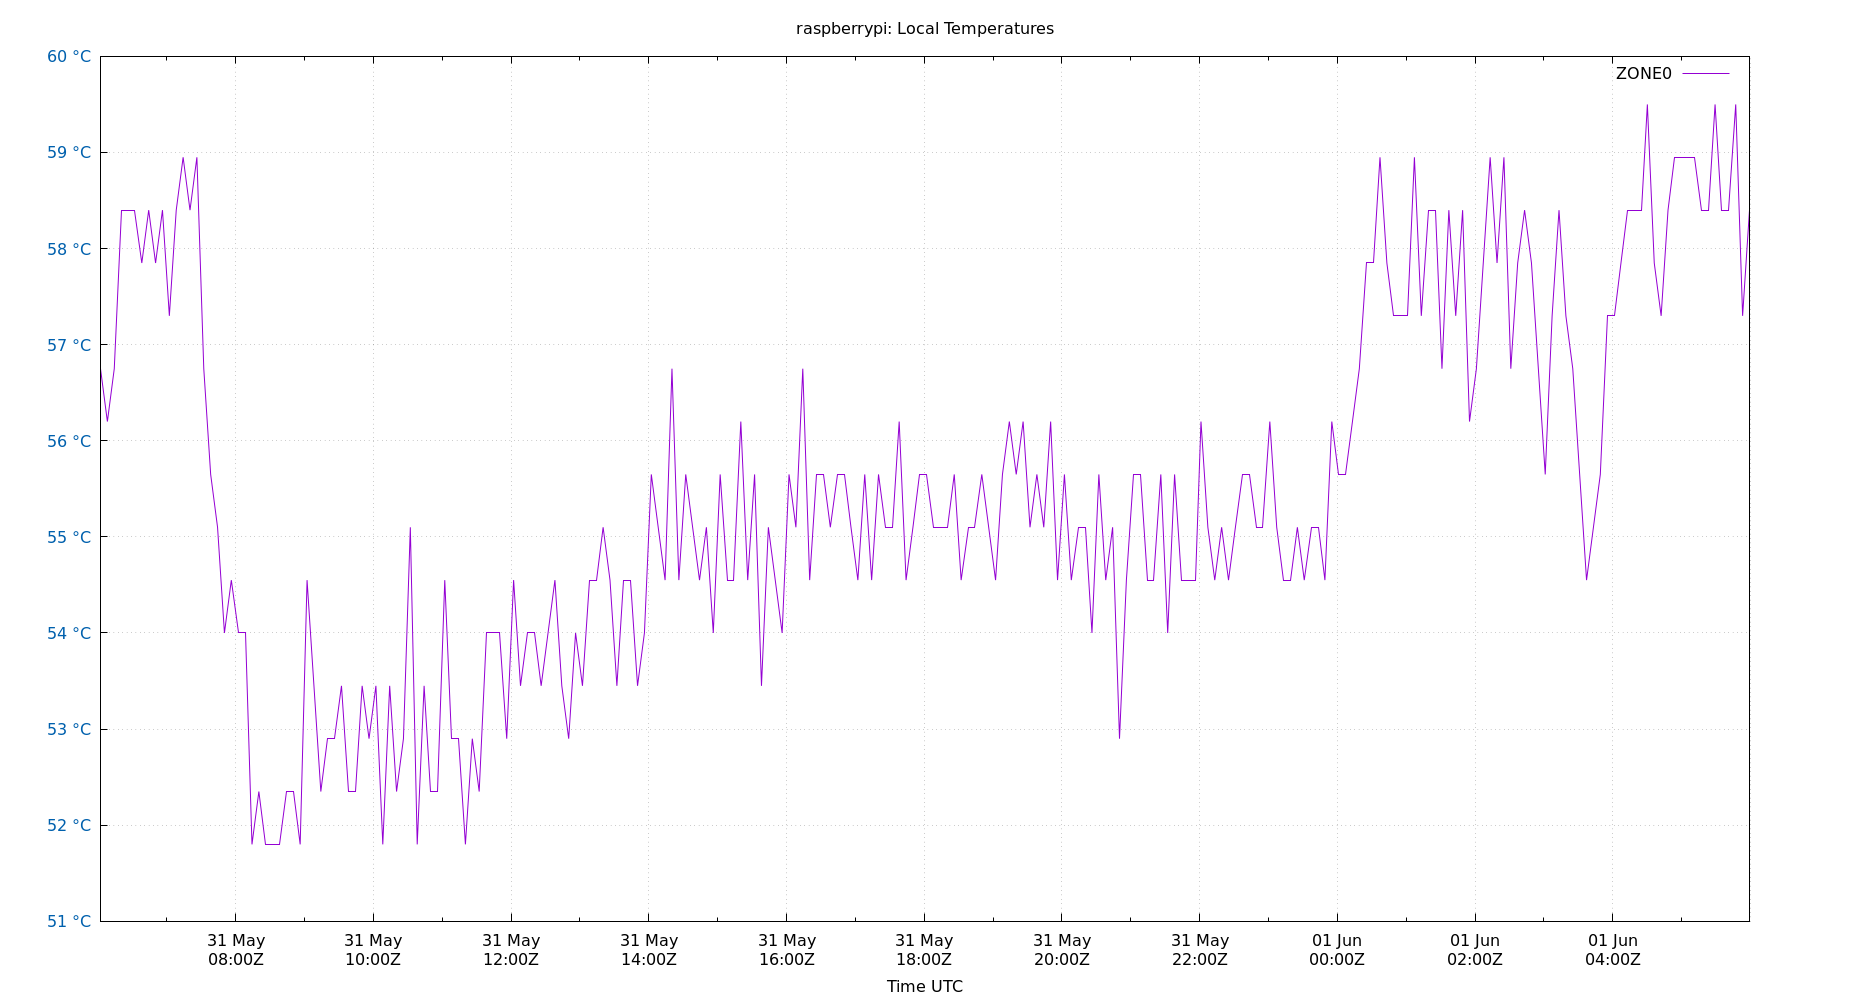 raspberrypi: Local Temperatures
ZONE0
60 °C
59 °C
58 °C
57 °C
56 °C
55 °C
54 °C
53 °C
52 °C
51 °C
31 May 31 May 31 May 31 May 31 May 31 May 31 May 31 May 01 Jun 01 Jun 01 Jun
08:00Z 10:00Z 12:00Z 14:00Z 16:00Z 18:00Z 20:00Z 22:00Z 00:00Z 02:00Z 04:00Z
Time UTC